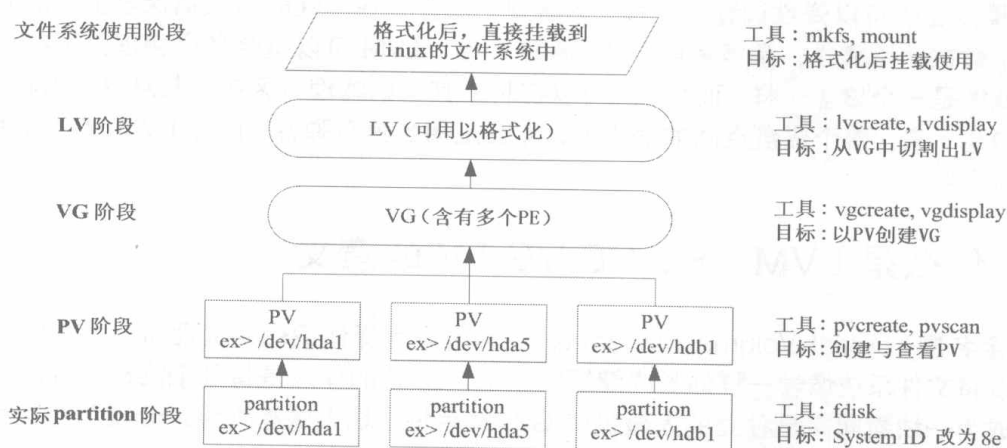 文件系统使用阶段
格式化后，直接挂载到
linux的文件系统中
工具：mkfs, mount
目标：格式化后挂载使用
LV 阶段
LV（可用以格式化）
工具：lvcreate, lvdisplay
目标：从VG中切割出LV
VG 阶段
VG（含有多个PE）
工具：vgcreate, vgdisplay
目标：以PV创建VG
PV 阶段
PV
ex> /dev/hda1
PV
ex> /dev/hda5
PV
ex> /dev/hdb1
工具：pvcreate, pvscan
目标：创建与查看PV
实际partition 阶段
partition
ex> /dev/hda1
partition
ex> /dev/hda5
partition
ex> /dev/hdb1
工具：fdisk
目标：System ID 改为 8e